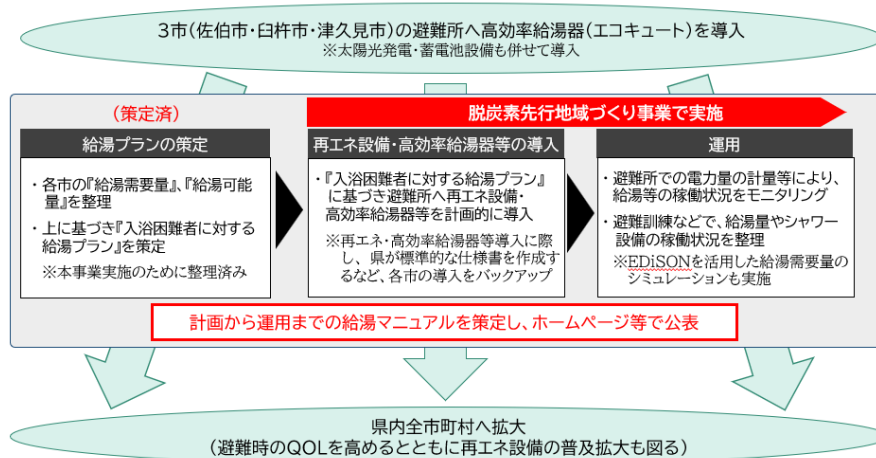 3市(佐伯市・臼杵市・津久見市)の避難所へ高効率給湯器(エコキュート)を導入
※太陽光発電・蓄電池設備も併せて導入
(策定済)
脱炭素先行地域づくり事業で実施
給湯プランの策定
・各市の『給湯需要量』、『給湯可能
量』を整理
・上に基づき『入浴困難者に対する
給湯プラン』を策定
※本事業実施のために整理済み
再エネ設備・高効率給湯器等の導入
・『入浴困難者に対する給湯プラン』
に基づき避難所へ再エネ設備・
高効率給湯器等を計画的に導入
※再エネ・高効率給湯器等導入に際
し、県が標準的な仕様書を作成す
るなど、各市の導入をバックアップ
運用
・避難所での電力量の計量等により、
給湯等の稼働状況をモニタリング
・避難訓練などで、給湯量やシャワー
設備の稼働状況を整理
※EDiSONを活用した給湯需要量の
シミュレーションも実施
計画から運用までの給湯マニュアルを策定し、ホームページ等で公表
県内全市町村へ拡大
(避難時のQOLを高めるとともに再エネ設備の普及拡大も図る)